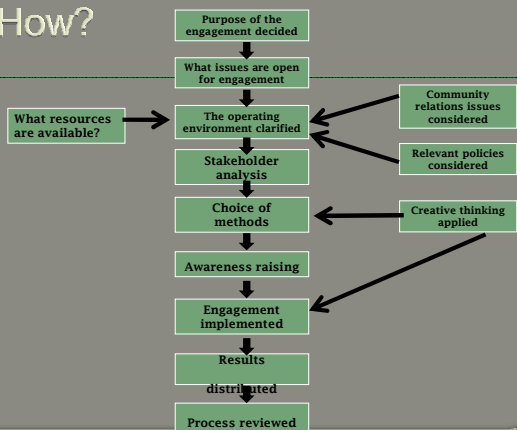 How?
Purpose of the
engagement decided
What issues are open
for engagement
What resources
are available?
The operating
environment clarified
Community
relations issues
considered
Relevant policies
considered
Stakeholder
analysis
Choice of
methods
Creative thinking
applied
Awareness raising
Engagement
implemented
Results
distributed
Process reviewed